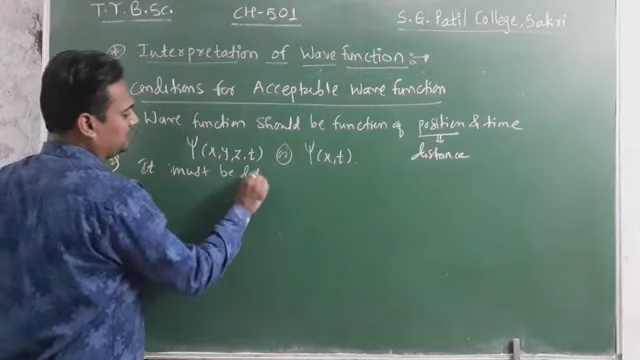 T.Y.B.Sc. CH-501 S.G. Patil College, Sakri
Interpretation of Wave function :→
Conditions for Acceptable Wave function
Wave function should be function of position & time
Ψ(x,y,z,t) Ψ(x,t). distance
It must be